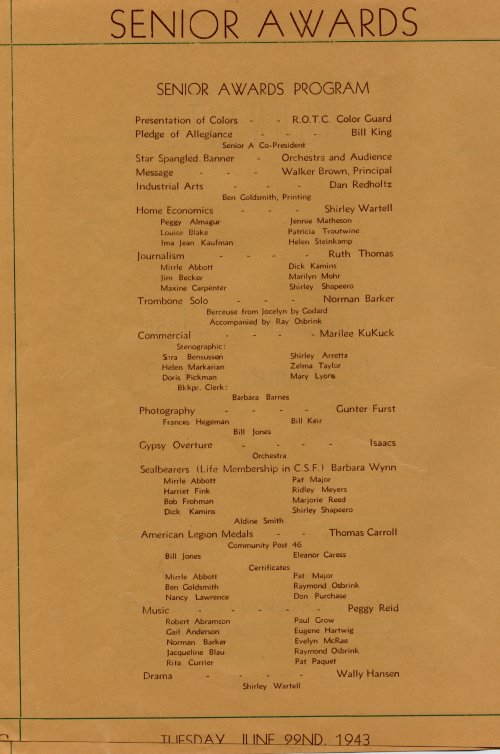 SENIOR AWARDS
SENIOR AWARDS PROGRAM
Presentation of Colors - - R.O.T.C. Color Guard
Pledge of Allegiance - - - Bill King
Senior A Co-President
Star Spangled Banner - Orchestra and Audience
Message - - - Walker Brown, Principal
Industrial Arts - - - Dan Redholtz
Ben Goldsmith, Printing
Home Economics - - - Shirley Wartell
Peggy Almagur Jennie Matheson
Louise Blake Patricia Troutwine
Ima Jean Kaufman Helen Steinkamp
Journalism - - - - Ruth Thomas
Mirrle Abbott Dick Kamins
Jim Becker Marilyn Mohr
Maxine Carpenter Shirley Shapeero
Trombone Solo - - - Norman Barker
Berceuse from Jocelyn by Godard
Accompanied by Ray Osbrink
Commercial - - - - Marilee KuKuck
Stenographic:
Sara Bensussen Shirley Arretta
Helen Markarian Zelma Taylor
Doris Pickman Mary Lyons
Bkkpr. Clerk:
Barbara Barnes
Photography - - - - Gunter Furst
Frances Hegeman Bill Keir
Bill Jones
Gypsy Overture - - - - Isaacs
Orchestra
Sealbearers (Life Membership in C.S.F.) Barbara Wynn
Mirrle Abbott Pat Major
Harriet Fink Ridley Meyers
Bob Frohman Marjorie Reed
Dick Kamins Shirley Shapeero
Aldine Smith
American Legion Medals - - Thomas Carroll
Community Post 46
Bill Jones Eleanor Caress
Certificates
Mirrle Abbott Pat Major
Ben Goldsmith Raymond Osbrink
Nancy Lawrence Don Purchase
Music - - - - - Peggy Reid
Robert Abramson Paul Grow
Gail Anderson Eugene Hartwig
Norman Barker Evelyn McRae
Jacqueline Blau Raymond Osbrink
Rita Currier Pat Paquet
Drama - - - - Wally Hansen
Shirley Wartell
TUESDAY, JUNE 22ND, 1943